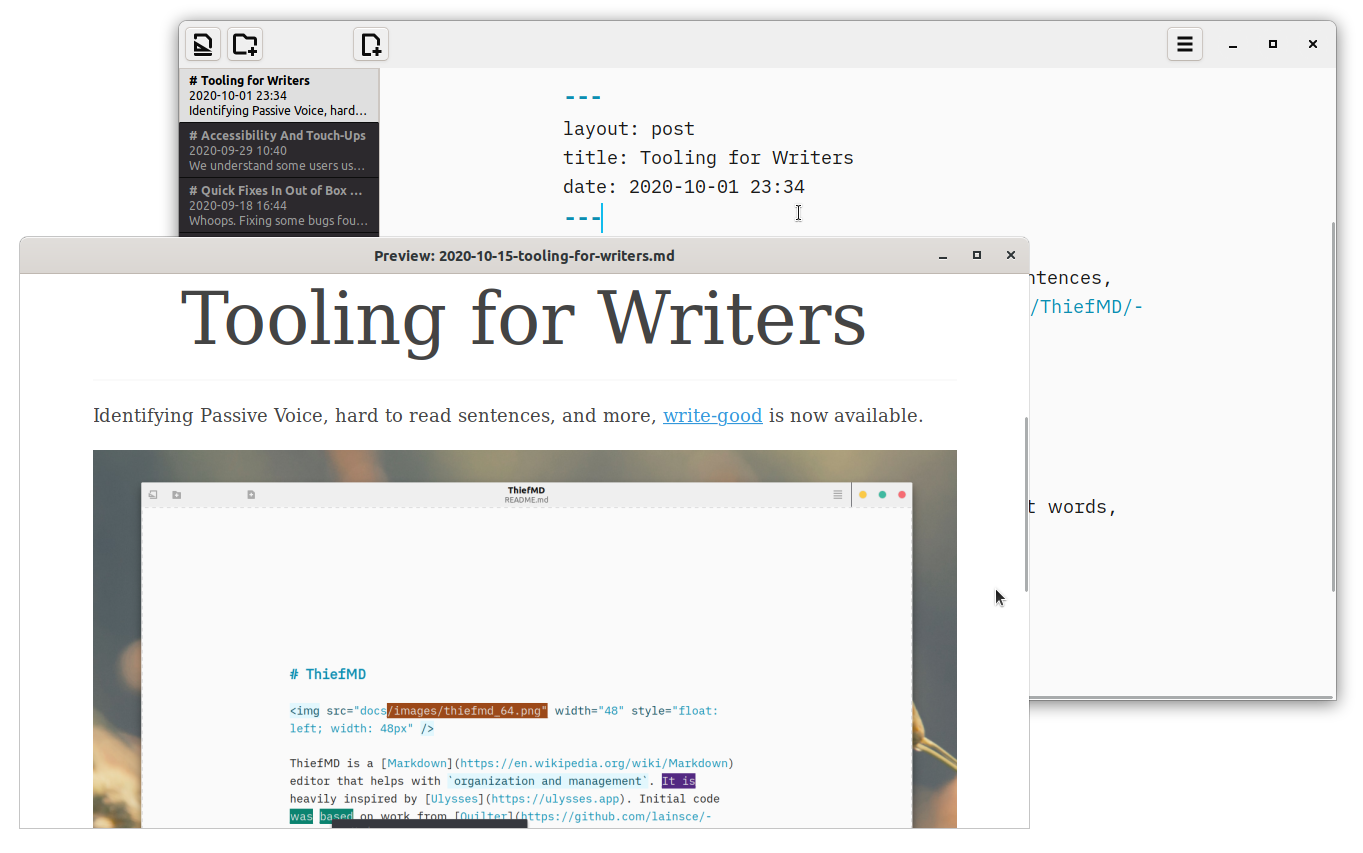 # Tooling for Writers
2020-10-01 23:34
Identifying Passive Voice, hard...
# Accessibility And Touch-Ups
2020-09-29 10:40
We understand some users us...
# Quick Fixes In Out of Box ...
2020-09-18 16:44
Whoops. Fixing some bugs fou...
---
layout: post
title: Tooling for Writers
date: 2020-10-01 23:34
---
ntences,
/ThiefMD/-
t words,
Preview: 2020-10-15-tooling-for-writers.md
Tooling for Writers
Identifying Passive Voice, hard to read sentences, and more, write-good is now available.
ThiefMD
README.md
# ThiefMD
<img src="docs/images/thiefmd_64.png" width="48" style="float:
left; width: 48px" />
ThiefMD is a [Markdown](https://en.wikipedia.org/wiki/Markdown)
editor that helps with `organization and management`. It is
heavily inspired by [Ulysses](https://ulysses.app). Initial code
was based on work from [Quilter](https://github.com/lainsce/-